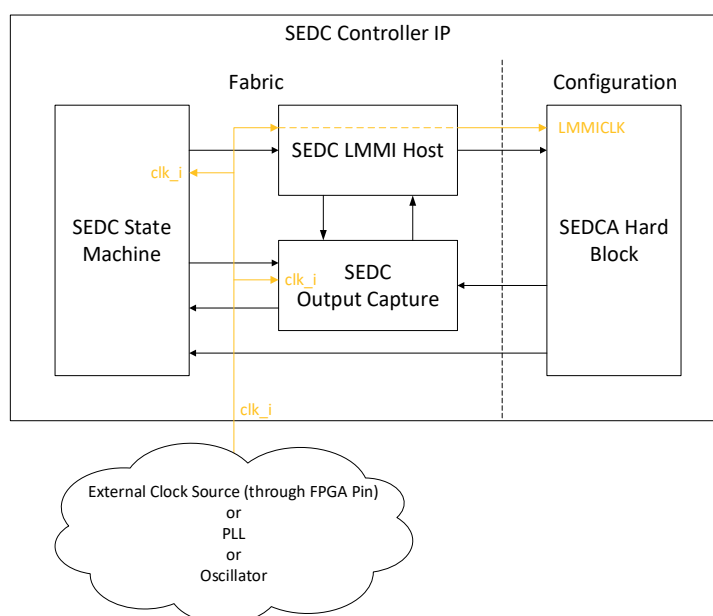 SEDC Controller IP
Fabric
Configuration
LMMICLK
SEDC LMMI Host
clk_i
SEDC State
Machine
SEDCA Hard
Block
SEDC
Output Capture
clk_i
clk_i
External Clock Source (through FPGA Pin)
or
PLL
or
Oscillator